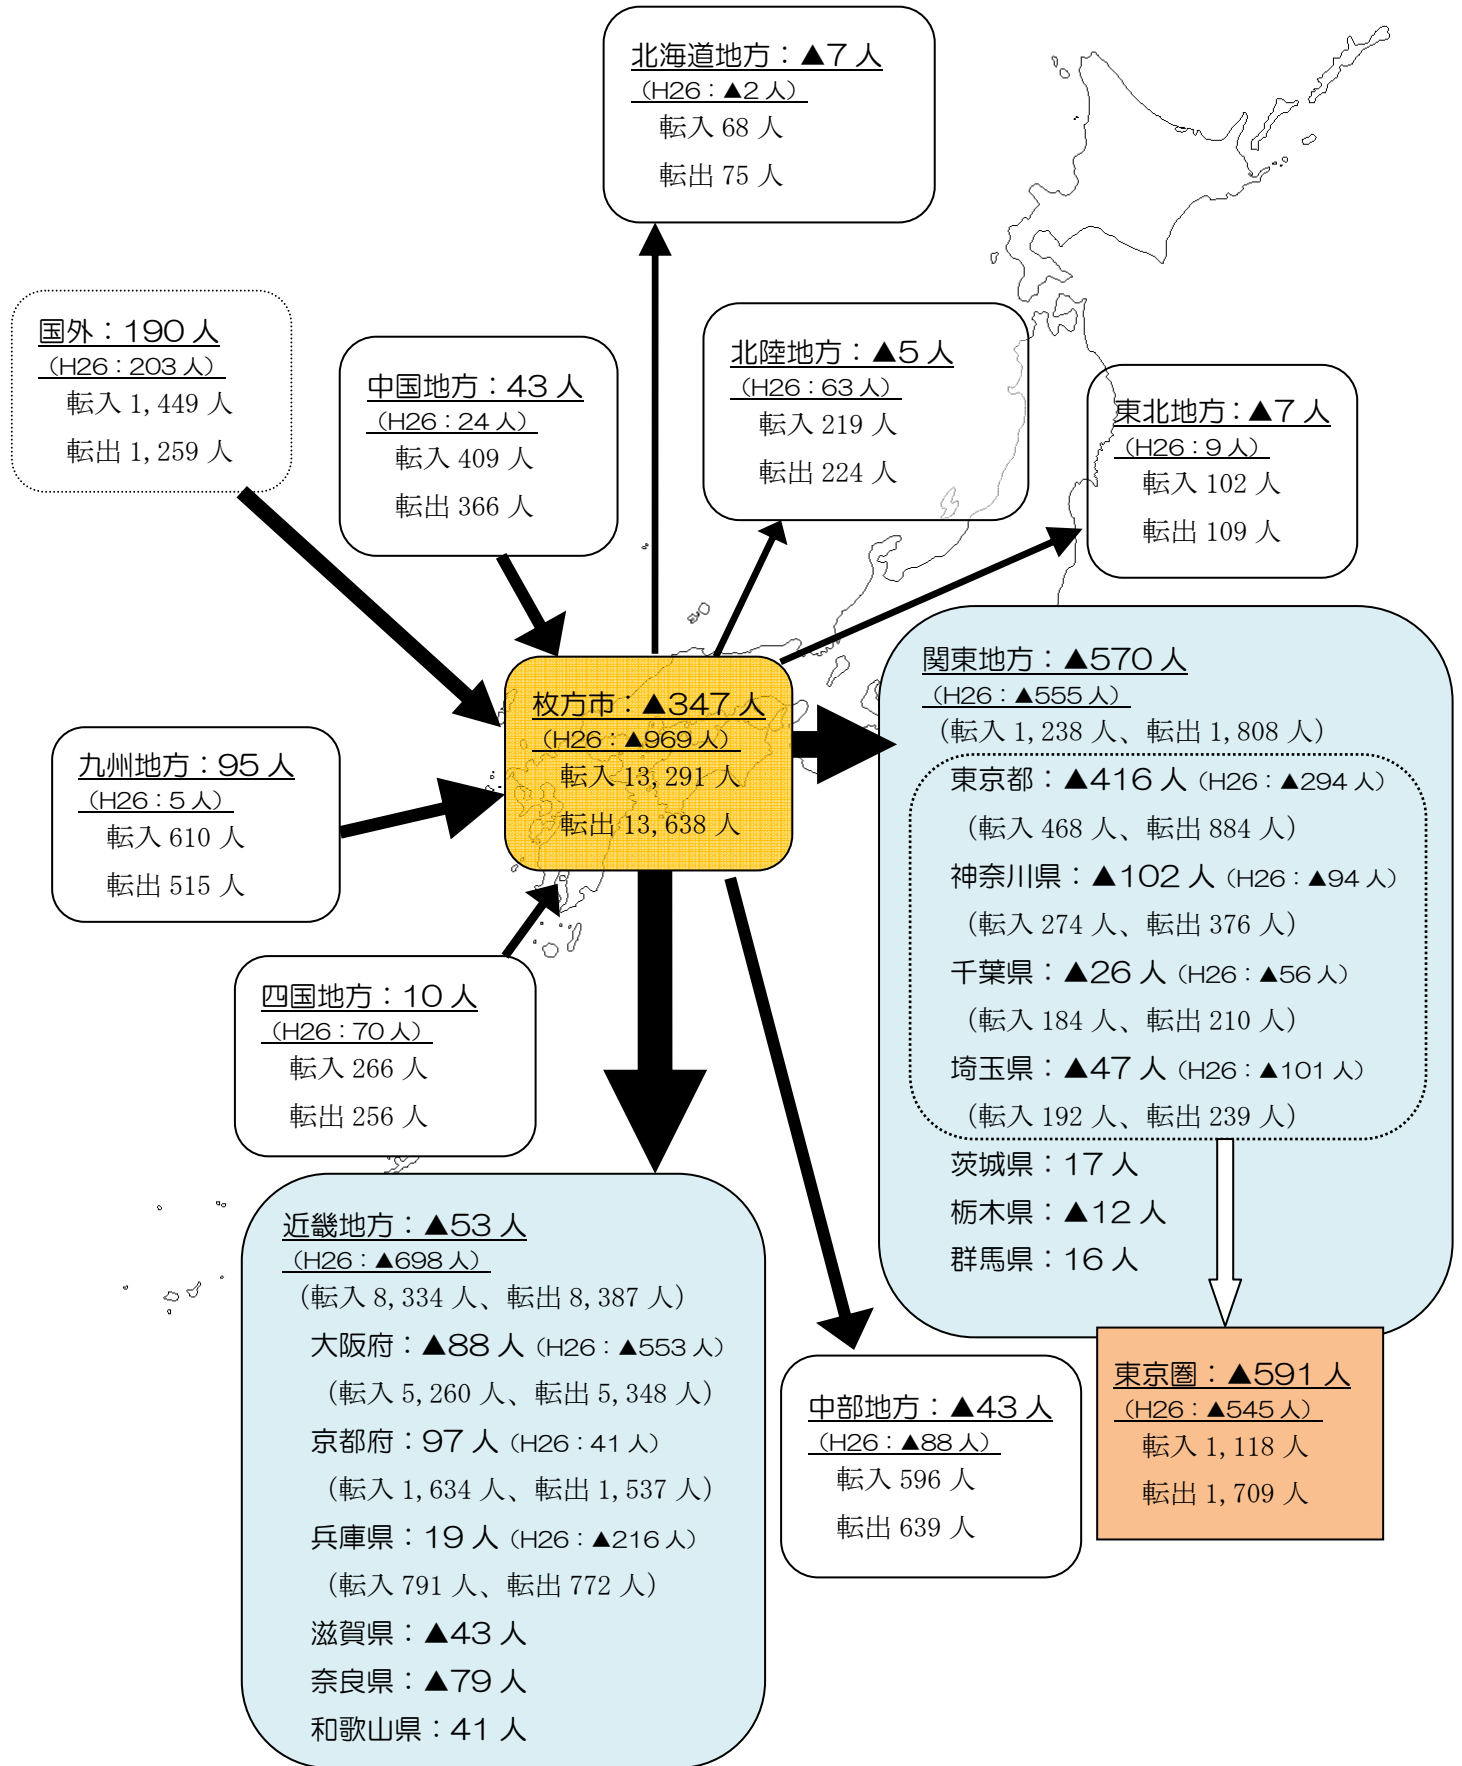 北海道地方：▲7 人
（H26：▲2 人）
転入 68 人
転出 75 人
国外：190 人
（H26：203 人）
転入 1,449 人
転出 1,259 人
中国地方：43 人
（H26：24 人）
転入 409 人
転出 366 人
北陸地方：▲5 人
（H26：63 人）
転入 219 人
転出 224 人
東北地方：▲7 人
（H26：9 人）
転入 102 人
転出 109 人
枚方市：▲347 人
（H26：▲969 人）
転入 13,291 人
転出 13,638 人
九州地方：95 人
（H26：5 人）
転入 610 人
転出 515 人
四国地方：10 人
（H26：70 人）
転入 266 人
転出 256 人
関東地方：▲570 人
（H26：▲555 人）
（転入 1,238 人、転出 1,808 人）
東京都：▲416 人（H26：▲294 人）
（転入 468 人、転出 884 人）
神奈川県：▲102 人（H26：▲94 人）
（転入 274 人、転出 376 人）
千葉県：▲26 人（H26：▲56 人）
（転入 184 人、転出 210 人）
埼玉県：▲47 人（H26：▲101 人）
（転入 192 人、転出 239 人）
茨城県：17 人
栃木県：▲12 人
群馬県：16 人
近畿地方：▲53 人
（H26：▲698 人）
（転入 8,334 人、転出 8,387 人）
大阪府：▲88 人（H26：▲553 人）
（転入 5,260 人、転出 5,348 人）
京都府：97 人（H26：41 人）
（転入 1,634 人、転出 1,537 人）
兵庫県：19 人（H26：▲216 人）
（転入 791 人、転出 772 人）
滋賀県：▲43 人
奈良県：▲79 人
和歌山県：41 人
中部地方：▲43 人
（H26：▲88 人）
転入 596 人
転出 639 人
東京圏：▲591 人
（H26：▲545 人）
転入 1,118 人
転出 1,709 人